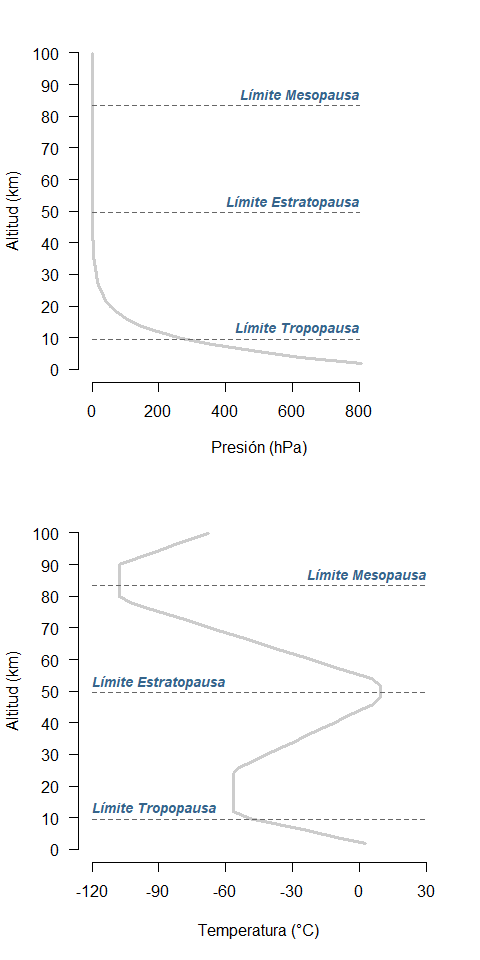 100
90
Límite Mesopausa
80
70
60
Límite Estratopausa
50
40
30
20
Límite Tropopausa
10
0
Altitud (km)
0 200 400 600 800
Presión (hPa)
100
90
Límite Mesopausa
80
70
60
Límite Estratopausa
50
40
30
20
Límite Tropopausa
10
0
Altitud (km)
-120 -90 -60 -30 0 30
Temperatura (°C)